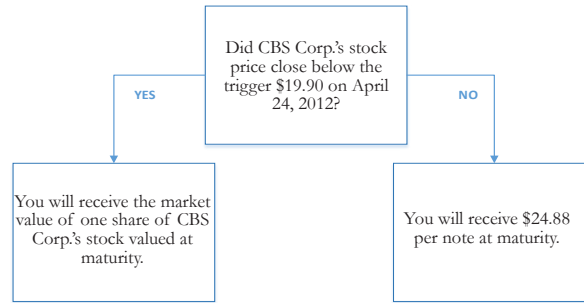 Did CBS Corp.'s stock
price close below the
trigger $19.90 on April
24, 2012?
YES
NO
You will receive the market
value of one share of CBS
Corp.'s stock valued at
maturity.
You will receive $24.88
per note at maturity.